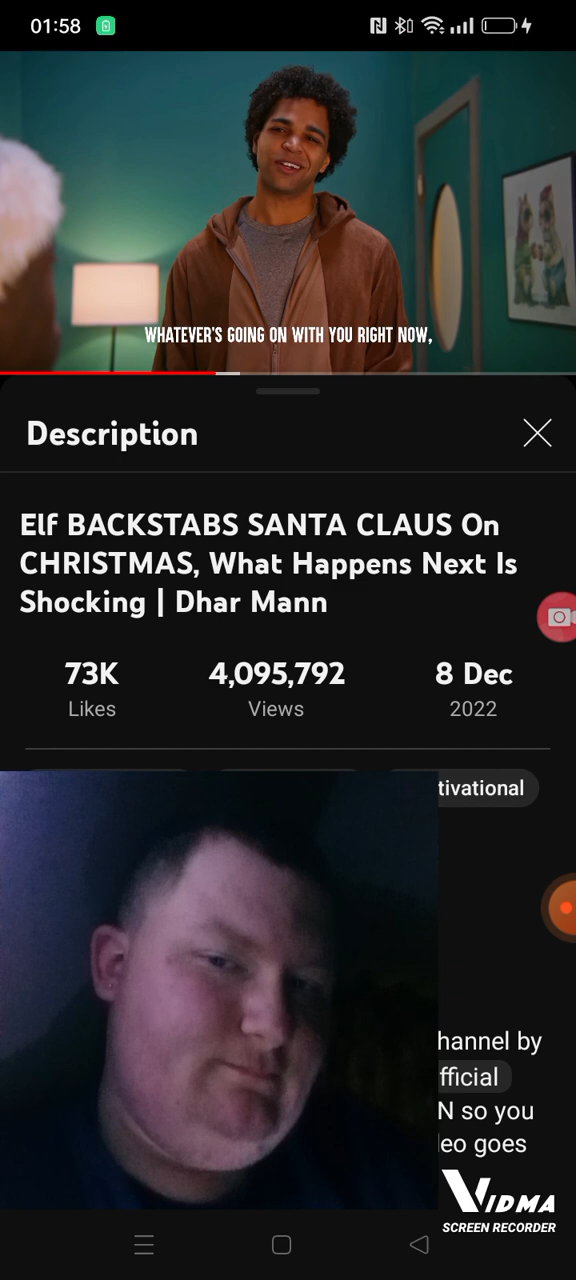 01:58
WHATEVER'S GOING ON WITH YOU RIGHT NOW,
Description
Elf BACKSTABS SANTA CLAUS On
CHRISTMAS, What Happens Next Is
Shocking | Dhar Mann
73K
4,095,792
8 Dec
Likes
Views
2022
tivational
hannel by
fficial
N so you
eo goes
VIDMA
SCREEN RECORDER